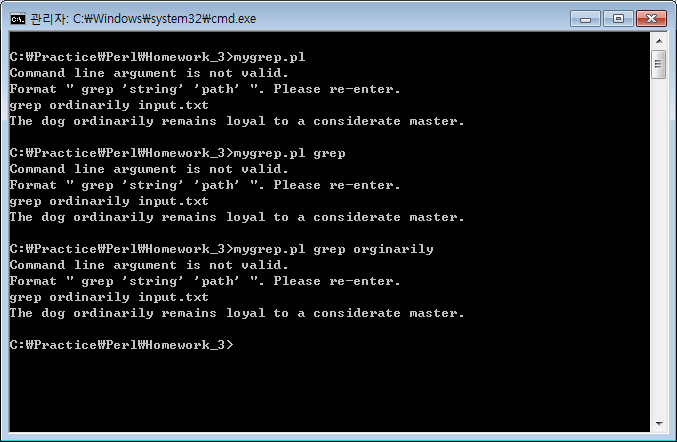 관리자: C:₩Windows₩system32₩cmd.exe
C:₩Practice₩Perl₩Homework_3>mygrep.pl
Command line argument is not valid.
Format " grep 'string' 'path' ". Please re-enter.
grep ordinarily input.txt
The dog ordinarily remains loyal to a considerate master.
C:₩Practice₩Perl₩Homework_3>mygrep.pl grep
Command line argument is not valid.
Format " grep 'string' 'path' ". Please re-enter.
grep ordinarily input.txt
The dog ordinarily remains loyal to a considerate master.
C:₩Practice₩Perl₩Homework_3>mygrep.pl grep orginarily
Command line argument is not valid.
Format " grep 'string' 'path' ". Please re-enter.
grep ordinarily input.txt
The dog ordinarily remains loyal to a considerate master.
C:₩Practice₩Perl₩Homework_3>